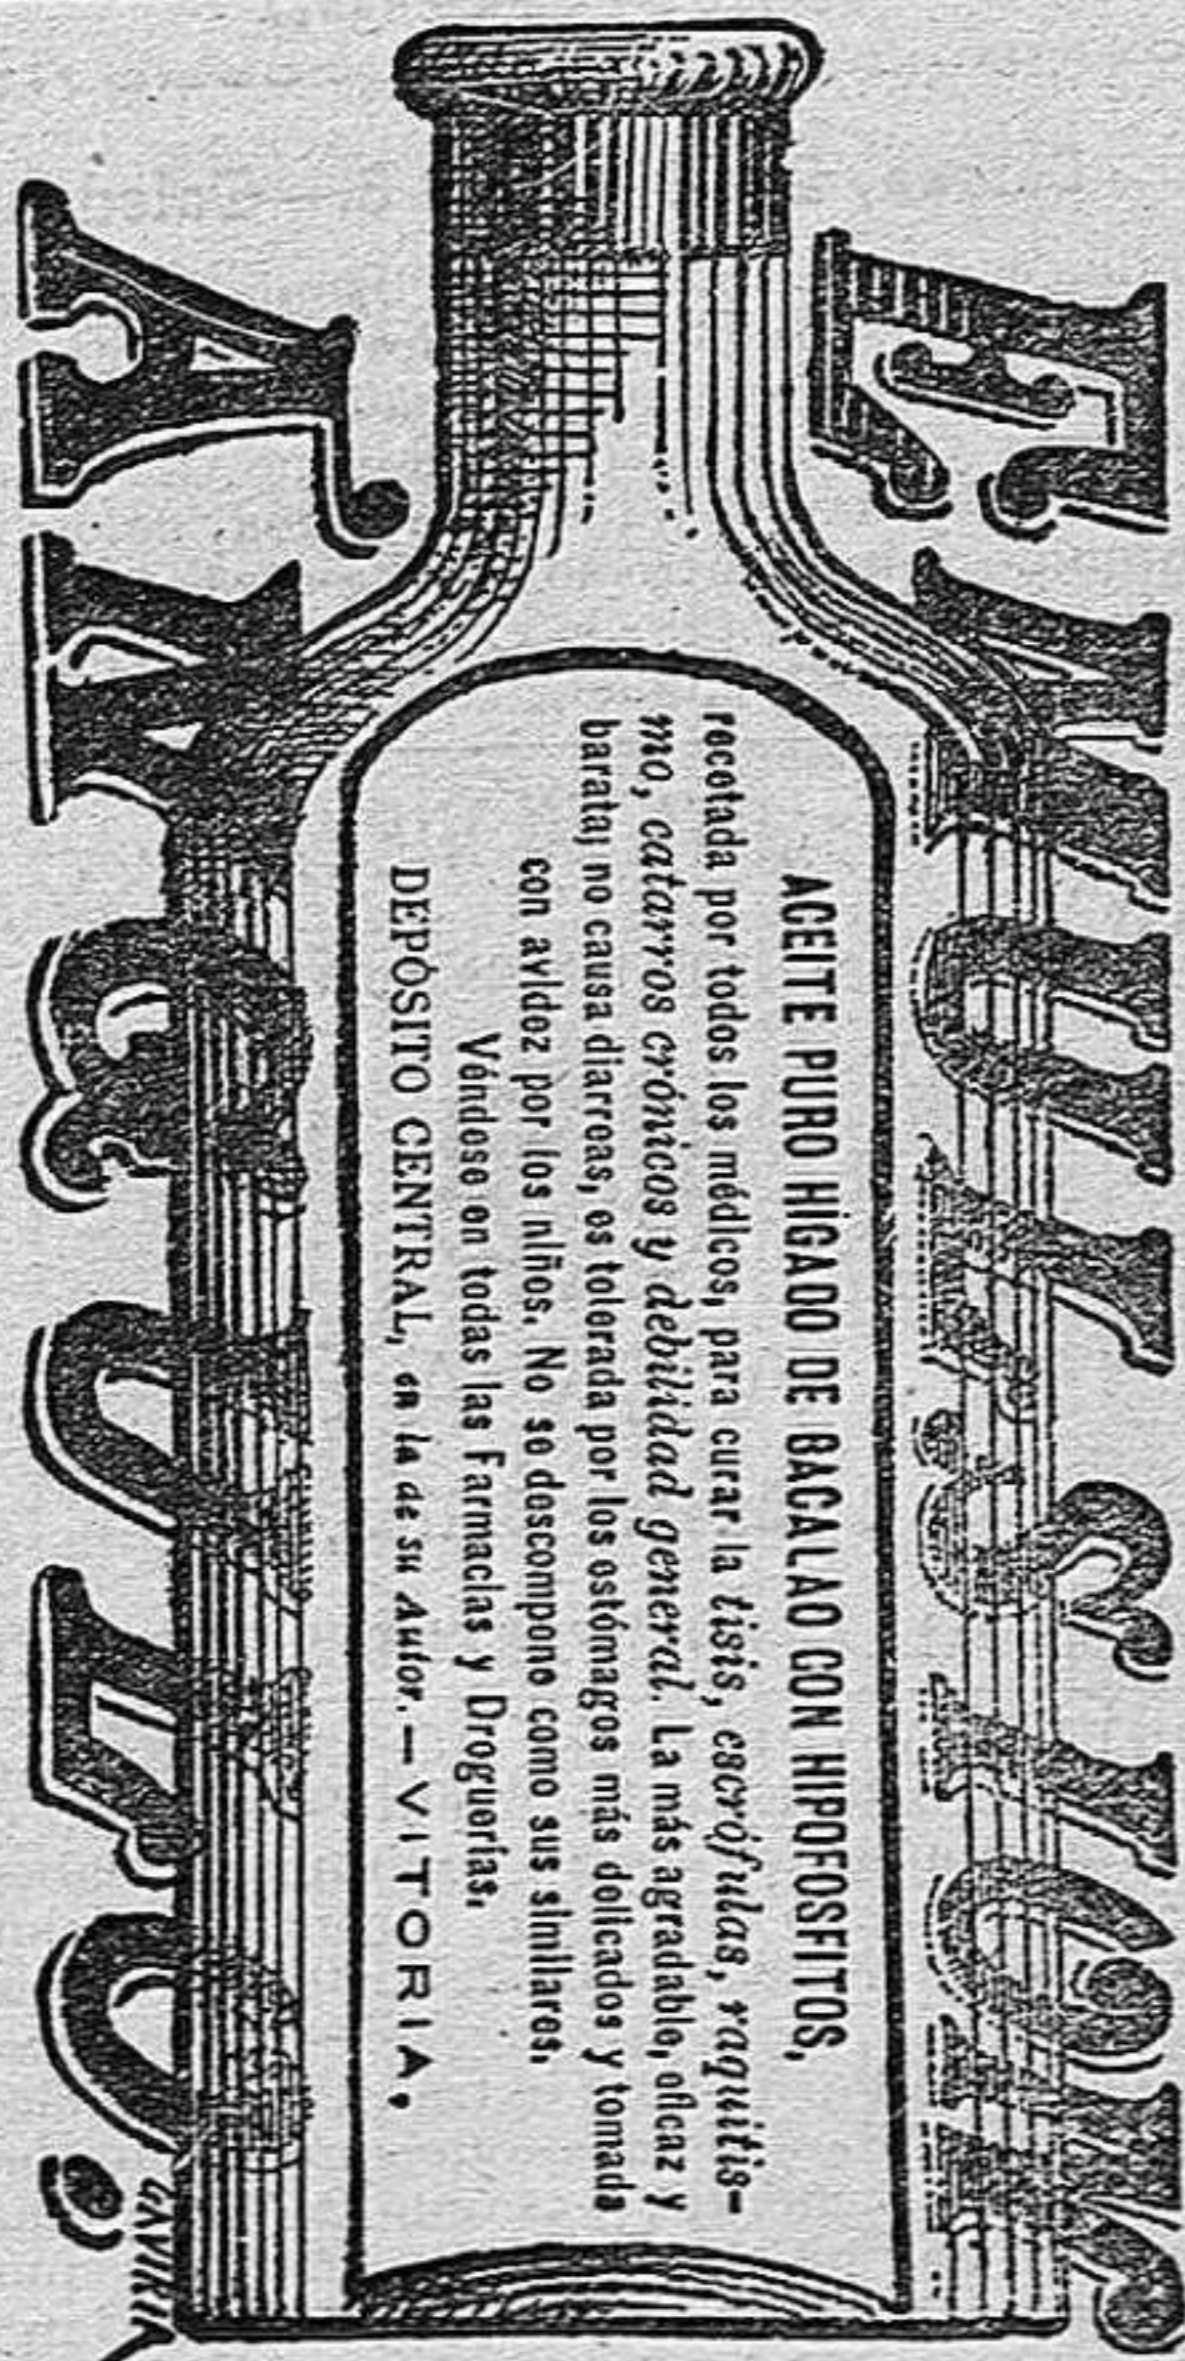 EMULSIÓN
ACEITE PURO HÍGADO DE BACALAO CON HIPOFOSFITOS,
recetada por todos los médicos, para curar la tisis, escrófulas, raquitis-
mo, catarros crónicos y debilidad general. La más agradable, eficaz y
barata; no causa diarreas, es tolerada por los estómagos más delicados y tomada
con avidez por los niños. No se descompone como sus similares.
Véndese en todas las Farmacias y Droguerías.
DEPÓSITO CENTRAL, en la de su Autor.—VITORIA.
GAVIRIA